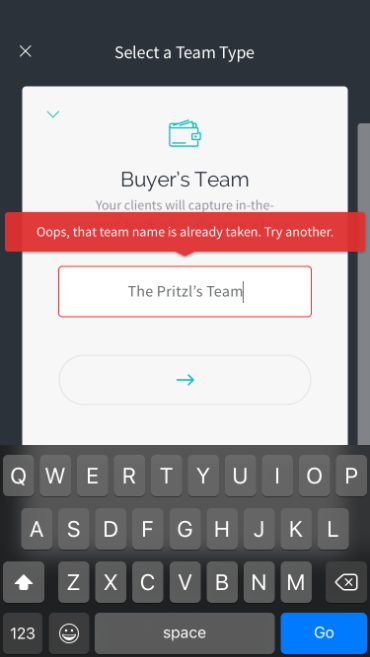 Select a Team Type
Buyer's Team
Your clients will capture in-the-
Oops, that team name is already taken. Try another.
The Pritzl's Team
Q W E R T Y U I O P
A S D F G H J K L
Z X C V B N M
123 space Go